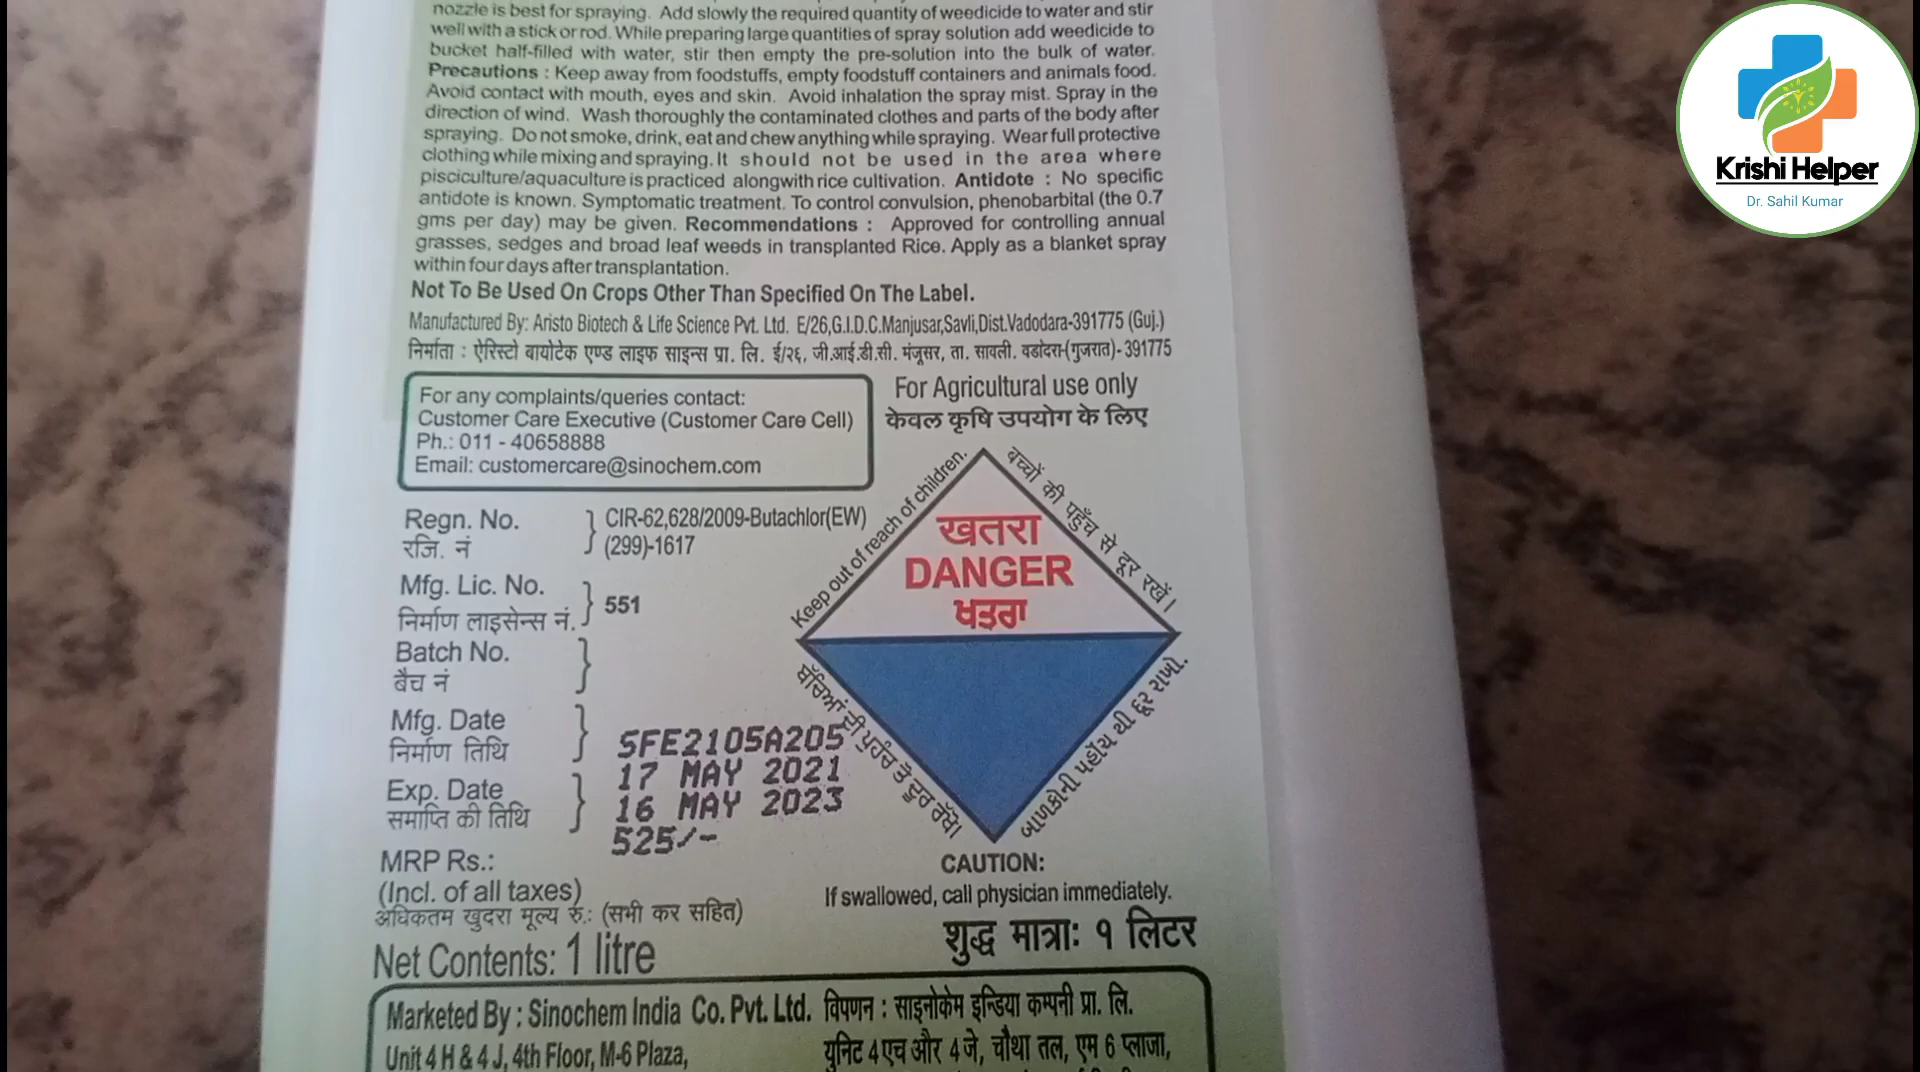 nozzle is best for spraying. Add slowly the required quantity of weedicide to water and stir
well with a stick or rod. While preparing large quantities of spray solution add weedicide to
bucket half-filled with water, stir then empty the pre-solution into the bulk of water.
Precautions : Keep away from foodstuffs, empty foodstuff containers and animals food.
Avoid contact with mouth, eyes and skin. Avoid inhalation the spray mist. Spray in the
direction of wind. Wash thoroughly the contaminated clothes and parts of the body after
spraying. Do not smoke, drink, eat and chew anything while spraying. Wear full protective
clothing while mixing and spraying. It should not be used in the area where
pisciculture/aquaculture is practiced alongwith rice cultivation. Antidote : No specific
antidote is known. Symptomatic treatment. To control convulsion, phenobarbital (the 0.7
gms per day) may be given. Recommendations : Approved for controlling annual
grasses, sedges and broad leaf weeds in transplanted Rice. Apply as a blanket spray
within four days after transplantation.
Not To Be Used On Crops Other Than Specified On The Label.
Manufactured By: Aristo Biotech & Life Science Pvt. Ltd. E/26,G.I.D.C.Manjusar,Savli,Dist.Vadodara-391775 (Guj.)
निर्माता : ऐरिस्टो बायोटेक एण्ड लाइफ साइन्स प्रा. लि. ई/२६, जी.आई.डी.सी. मंजूसर, ता. सावली. वडोदरा-(गुजरात)- 391775
For any complaints/queries contact:
Customer Care Executive (Customer Care Cell)
Ph.: 011 - 40658888
Email: customercare@sinochem.com
For Agricultural use only
केवल कृषि उपयोग के लिए
Keep out of reach of children.
बच्चों की पहुँच से दूर रखें।
खतरा
DANGER
ਖਤਰਾ
ਬੱਚਿਆਂ ਦੀ ਪਹੁੰਚ ਤੋਂ ਦੂਰ ਰੱਖੋ।
બાળકોની પહોંચ થી દૂર રાખો.
Regn. No.
रजि. नं
CIR-62,628/2009-Butachlor(EW)
(299)-1617
Mfg. Lic. No.
निर्माण लाइसेन्स नं.
551
Batch No.
बैच नं
Mfg. Date
निर्माण तिथि
SFE2105A205
17 MAY 2021
Exp. Date
समाप्ति की तिथि
16 MAY 2023
525/-
MRP Rs.:
(Incl. of all taxes)
अधिकतम खुदरा मूल्य रु.: (सभी कर सहित)
CAUTION:
If swallowed, call physician immediately.
Net Contents: 1 litre
शुद्ध मात्राः १ लिटर
Marketed By : Sinochem India Co. Pvt. Ltd.
Unit 4 H & 4 J, 4th Floor, M-6 Plaza,
विपणन : साइनोकेम इन्डिया कम्पनी प्रा. लि.
युनिट 4 एच और 4 जे, चौथा तल, एम 6 प्लाजा,
Krishi Helper
Dr. Sahil Kumar